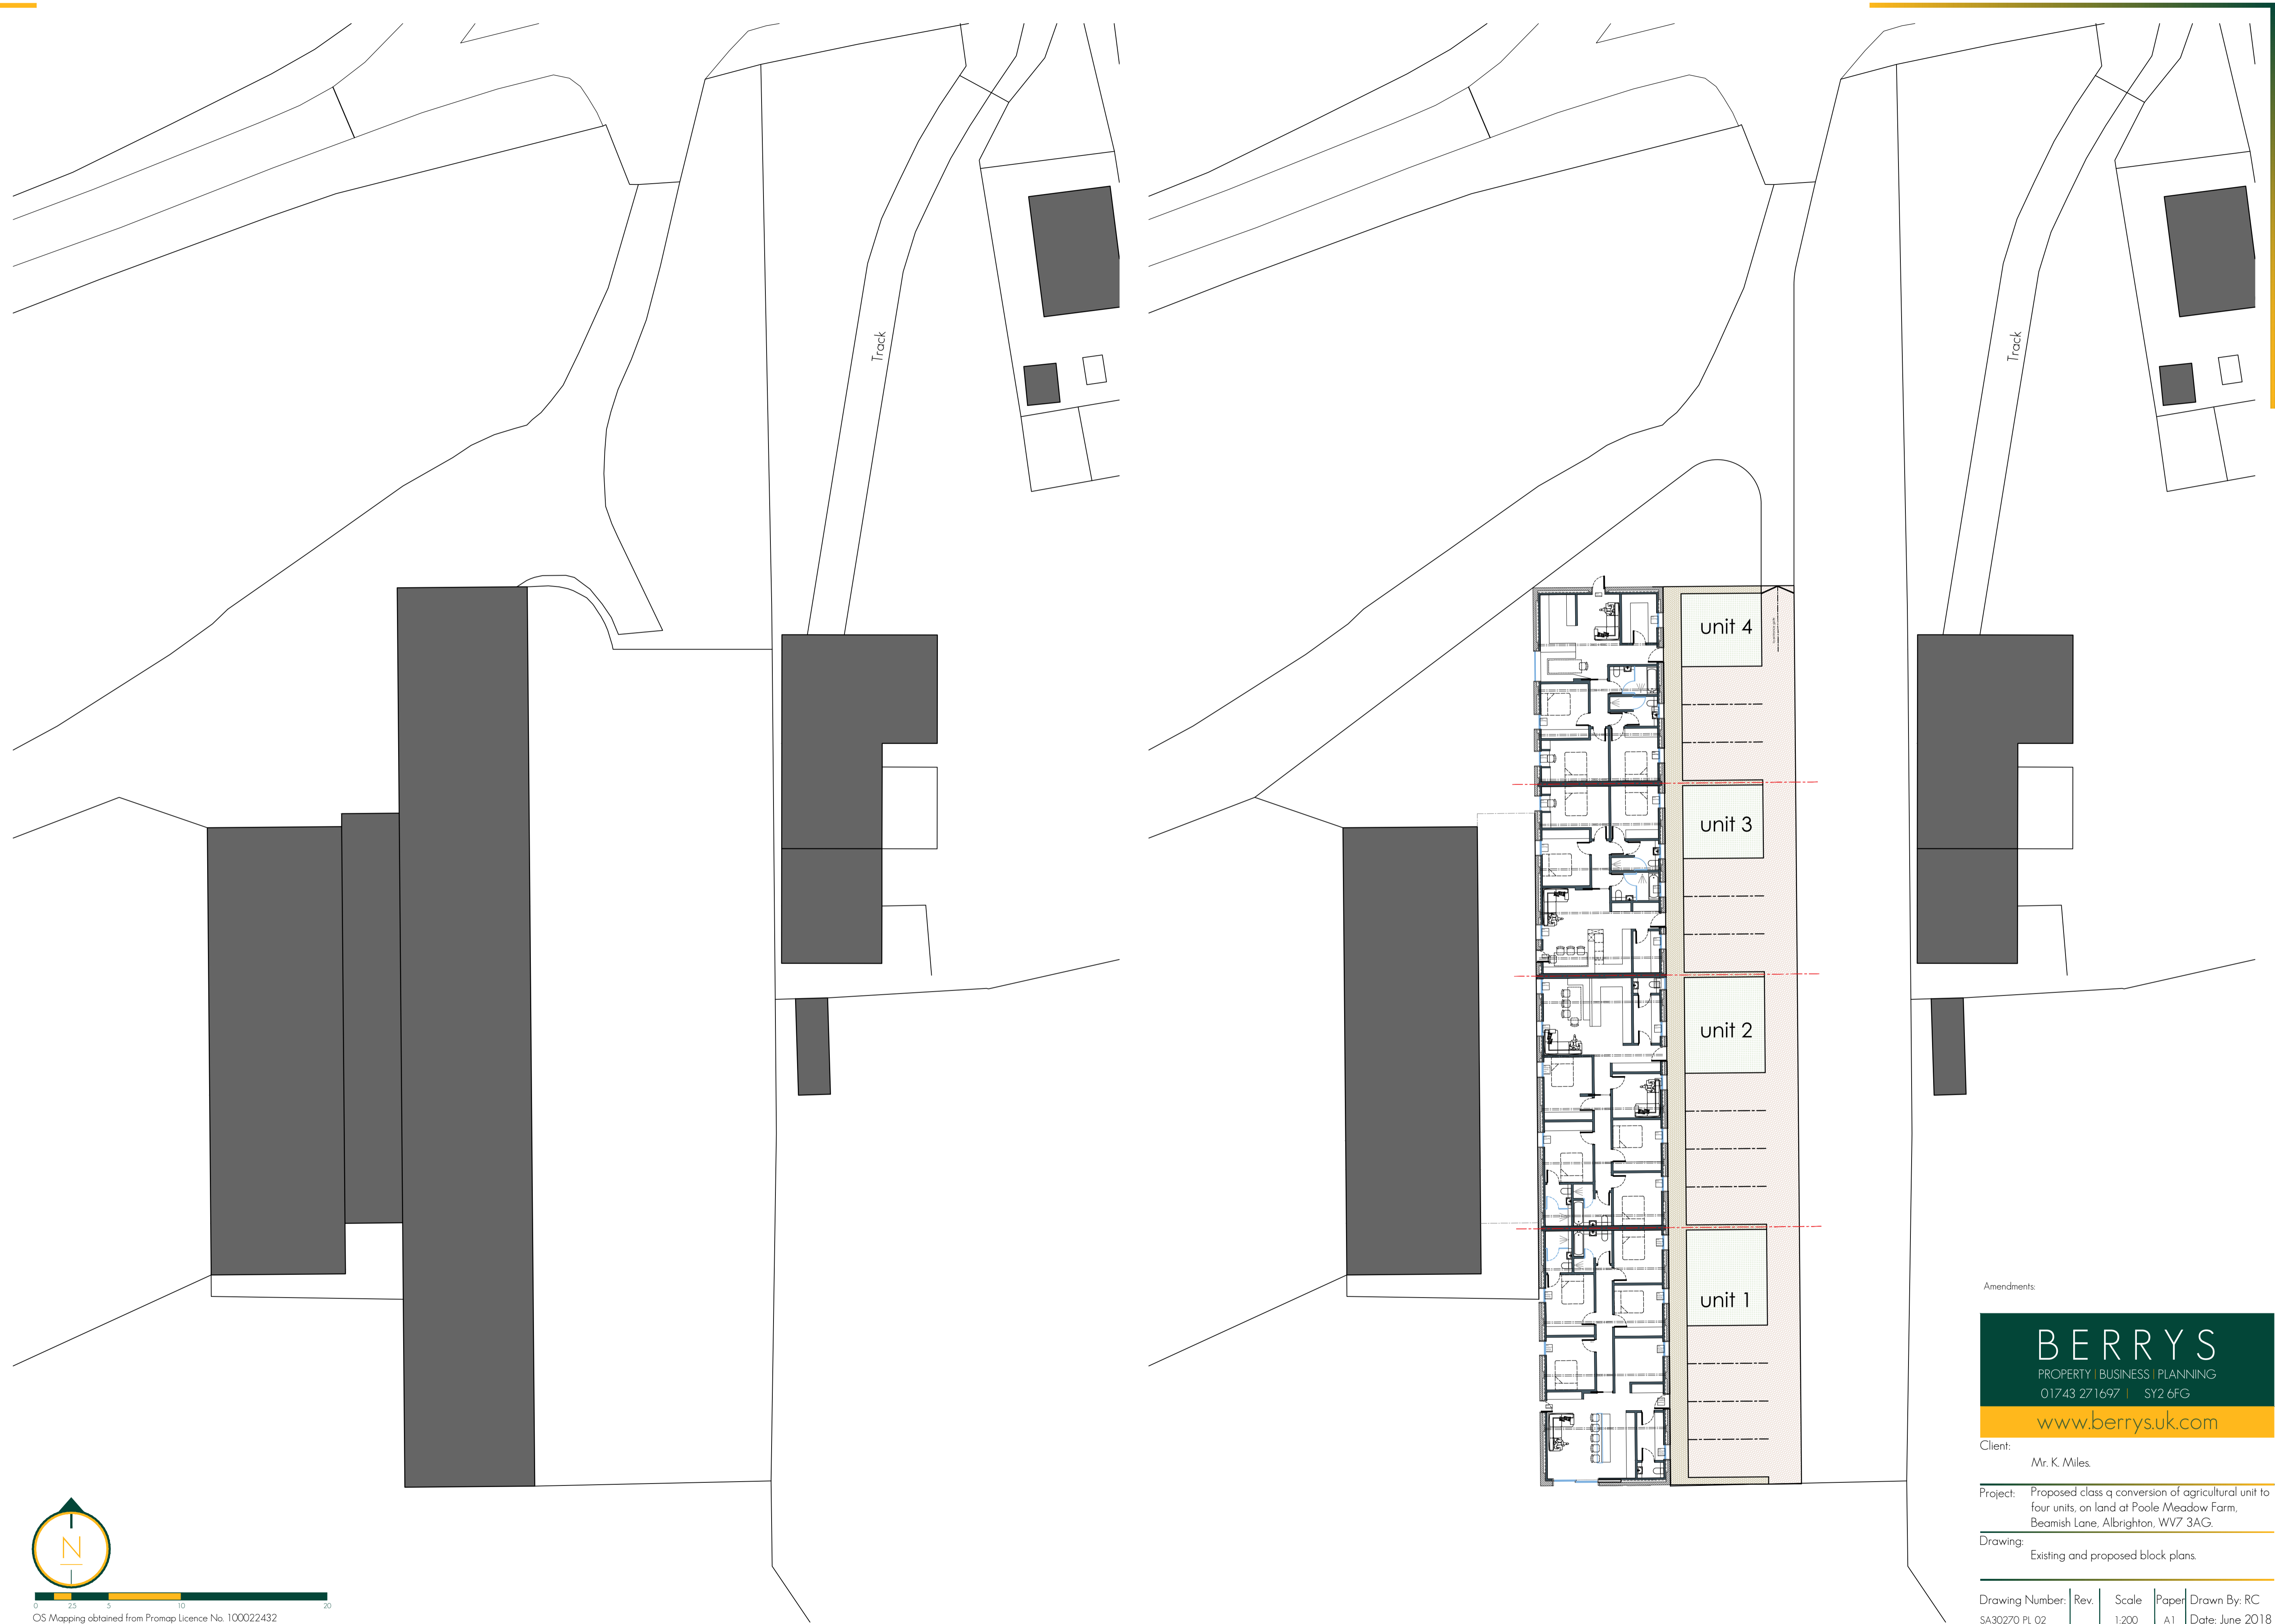 Track
Track
unit 4
unit 3
unit 2
unit 1
Amendments:
BERRYS
PROPERTY | BUSINESS | PLANNING
01743 271697 | SY2 6FG
www.berrys.uk.com
Client:
Mr. K. Miles.
Project: Proposed class q conversion of agricultural unit to
four units, on land at Poole Meadow Farm,
Beamish Lane, Albrighton, WV7 3AG.
Drawing:
Existing and proposed block plans.
Drawing Number: Rev. Scale Paper Drawn By: RC
SA30270 PL 02 1:200 A1 Date: June 2018
N
0 2.5 5 10 20
OS Mapping obtained from Promap Licence No. 100022432